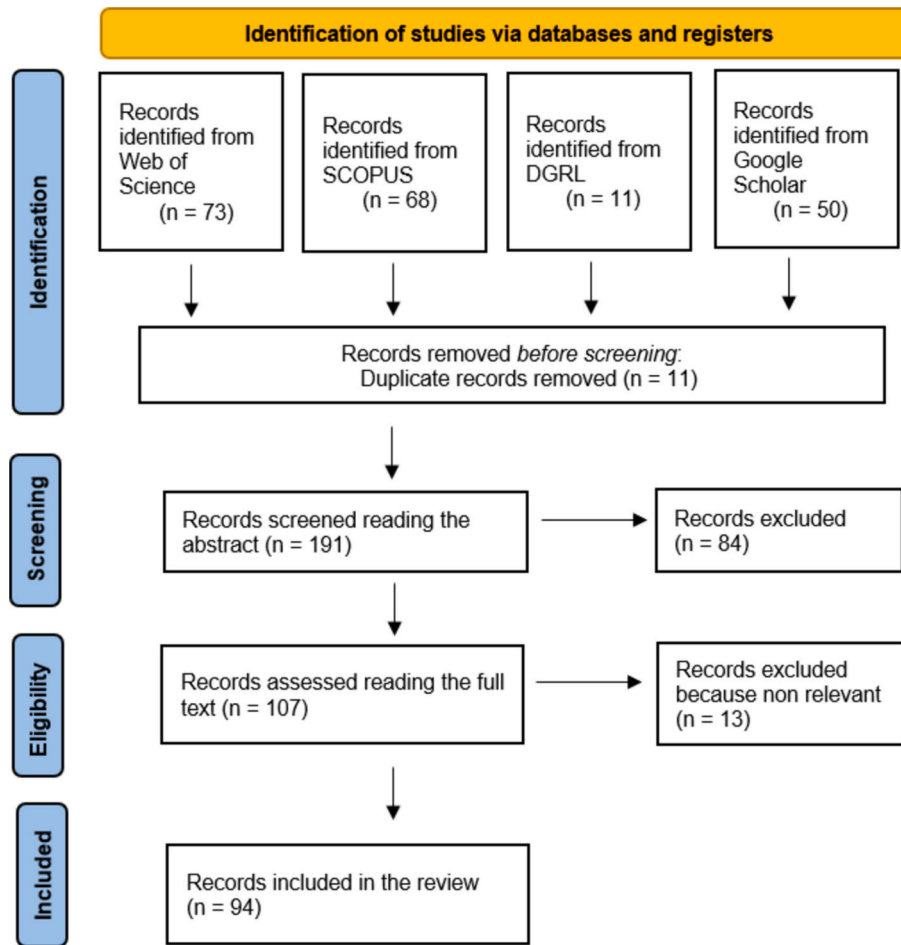 Identification of studies via databases and registers
Identification
Records
identified from
Web of
Science
(n = 73)
Records
identified from
SCOPUS
(n = 68)
Records
identified from
DGRL
(n = 11)
Records
identified from
Google
Scholar
(n = 50)
Records removed before screening:
Duplicate records removed (n = 11)
Screening
Records screened reading the
abstract (n = 191)
Records excluded
(n = 84)
Eligibility
Records assessed reading the full
text (n = 107)
Records excluded
because non relevant
(n = 13)
Included
Records included in the review
(n = 94)